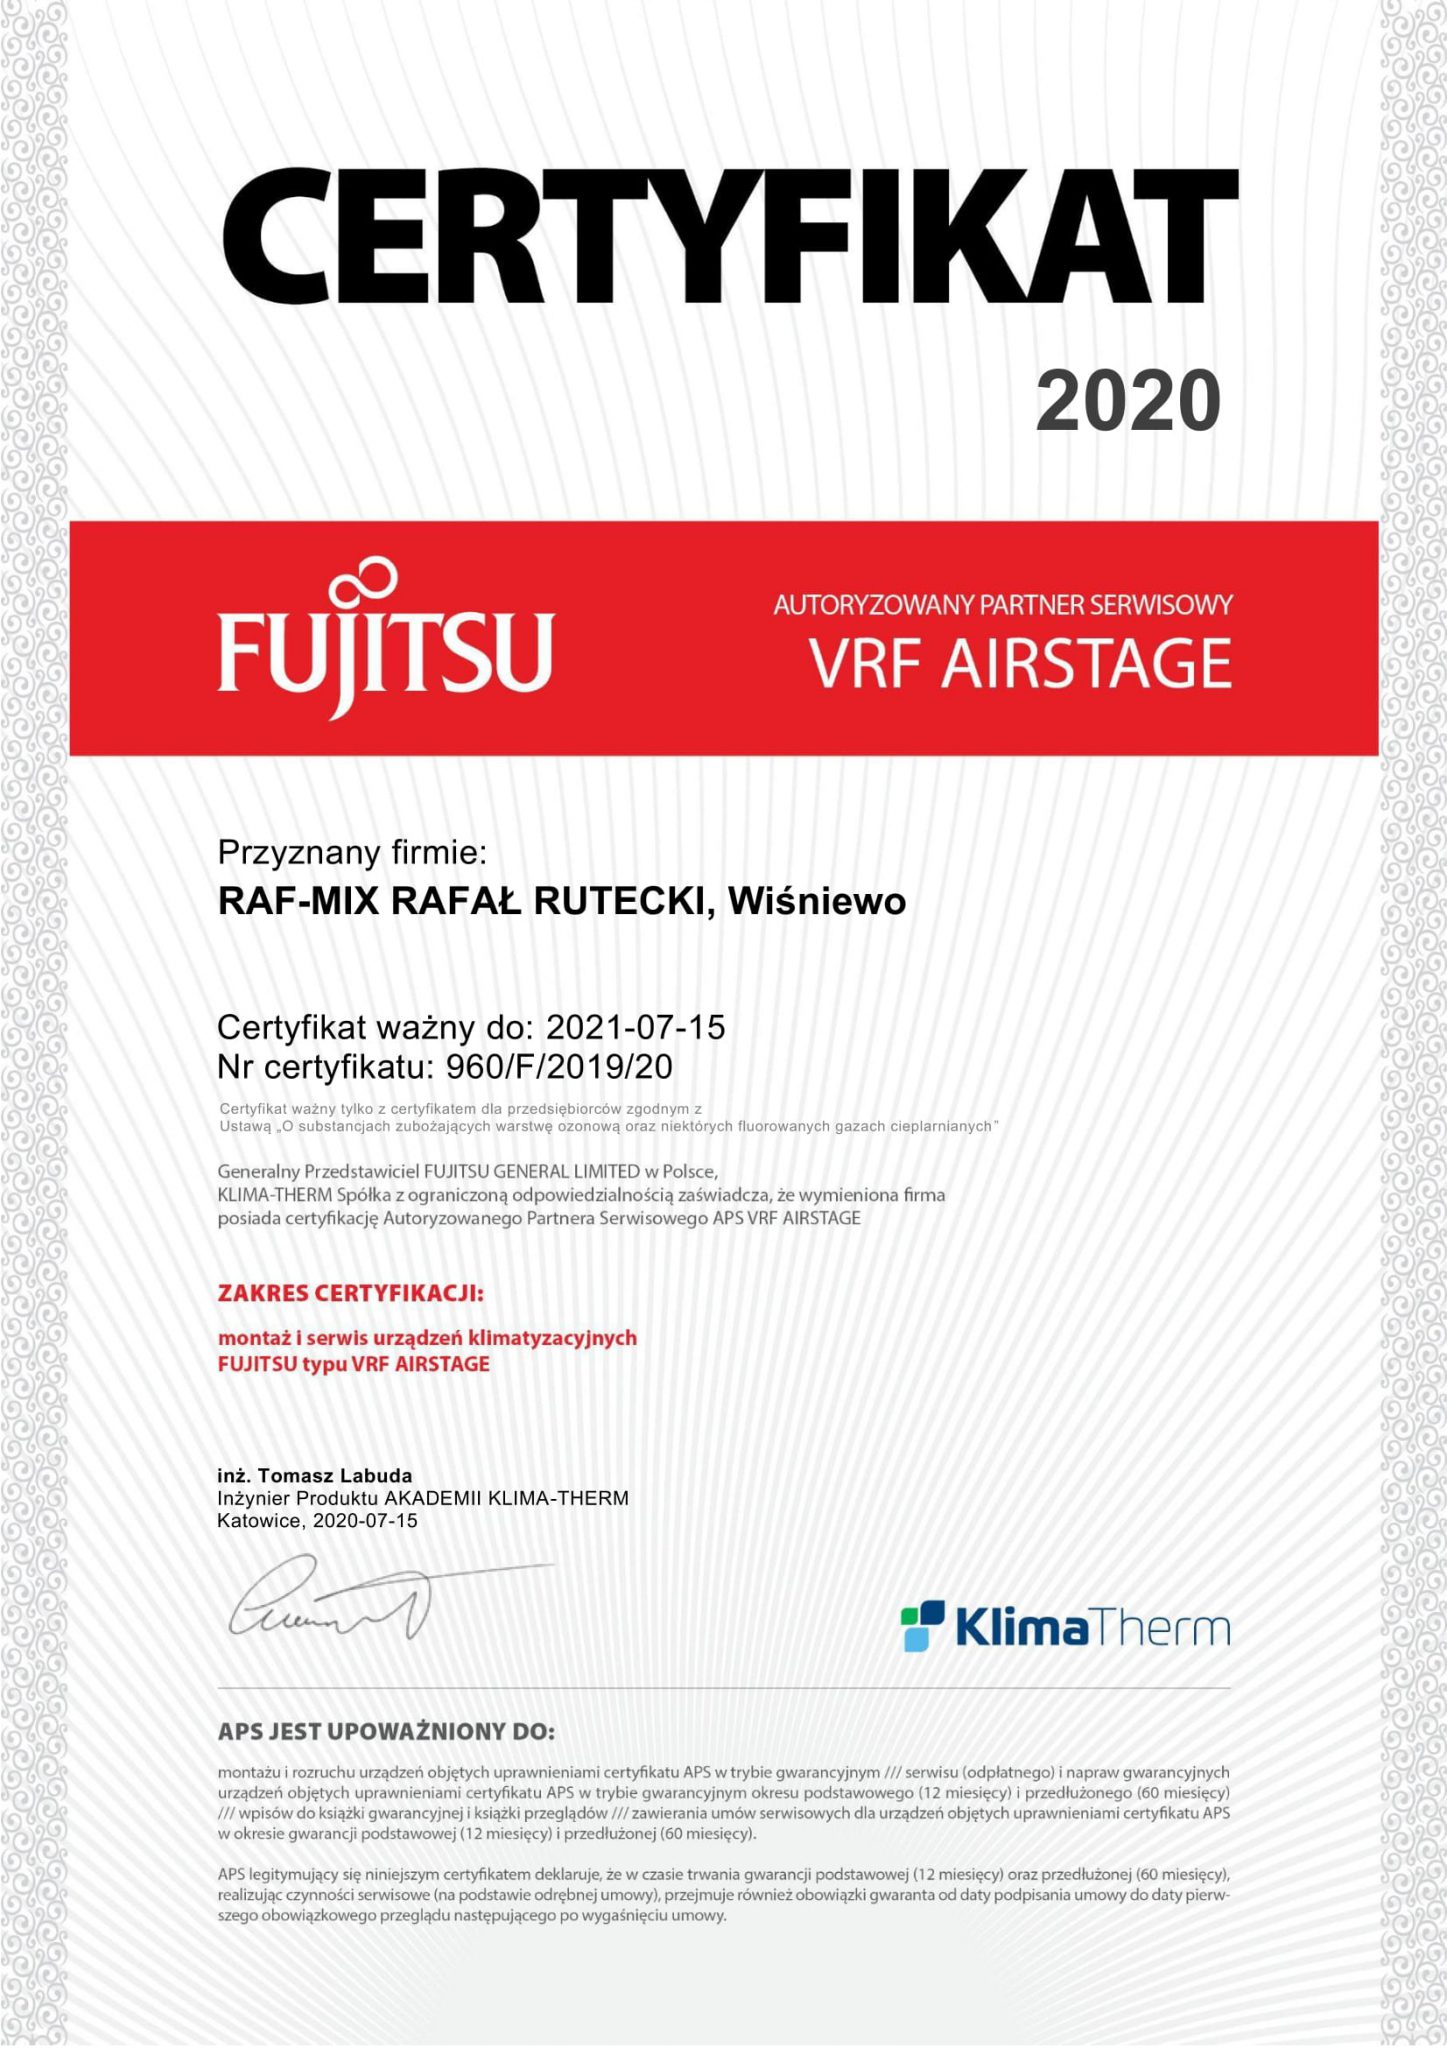 CERTYFIKAT
2020
FUJITSU
AUTORYZOWANY PARTNER SERWISOWY
VRF AIRSTAGE
Przyznany firmie:
RAF-MIX RAFAŁ RUTECKI, Wiśniewo
Certyfikat ważny do: 2021-07-15
Nr certyfikatu: 960/F/2019/20
Certyfikat ważny tylko z certyfikatem dla przedsiębiorców zgodnym z
Ustawą „O substancjach zubożających warstwę ozonową oraz niektórych fluorowanych gazach cieplarnianych”
Generalny Przedstawiciel FUJITSU GENERAL LIMITED w Polsce,
KLIMA-THERM Spółka z ograniczoną odpowiedzialnością zaświadcza, że wymieniona firma
posiada certyfikację Autoryzowanego Partnera Serwisowego APS VRF AIRSTAGE
ZAKRES CERTYFIKACJI:
montaż i serwis urządzeń klimatyzacyjnych
FUJITSU typu VRF AIRSTAGE
inż. Tomasz Labuda
Inżynier Produktu AKADEMII KLIMA-THERM
Katowice, 2020-07-15
KlimaTherm
APS JEST UPOWAŻNIONY DO:
montażu i rozruchu urządzeń objętych uprawnieniami certyfikatu APS w trybie gwarancyjnym /// serwisu (odpłatnego) i napraw gwarancyjnych
urządzeń objętych uprawnieniami certyfikatu APS w trybie gwarancyjnym okresu podstawowego (12 miesięcy) i przedłużonego (60 miesięcy)
/// wpisów do książki gwarancyjnej i książki przeglądów /// zawierania umów serwisowych dla urządzeń objętych uprawnieniami certyfikatu APS
w okresie gwarancji podstawowej (12 miesięcy) i przedłużonej (60 miesięcy).
APS legitymujący się niniejszym certyfikatem deklaruje, że w czasie trwania gwarancji podstawowej (12 miesięcy) oraz przedłużonej (60 miesięcy),
realizując czynności serwisowe (na podstawie odrębnej umowy), przejmuje również obowiązki gwaranta od daty podpisania umowy do daty pierw-
szego obowiązkowego przeglądu następującego po wygaśnięciu umowy.